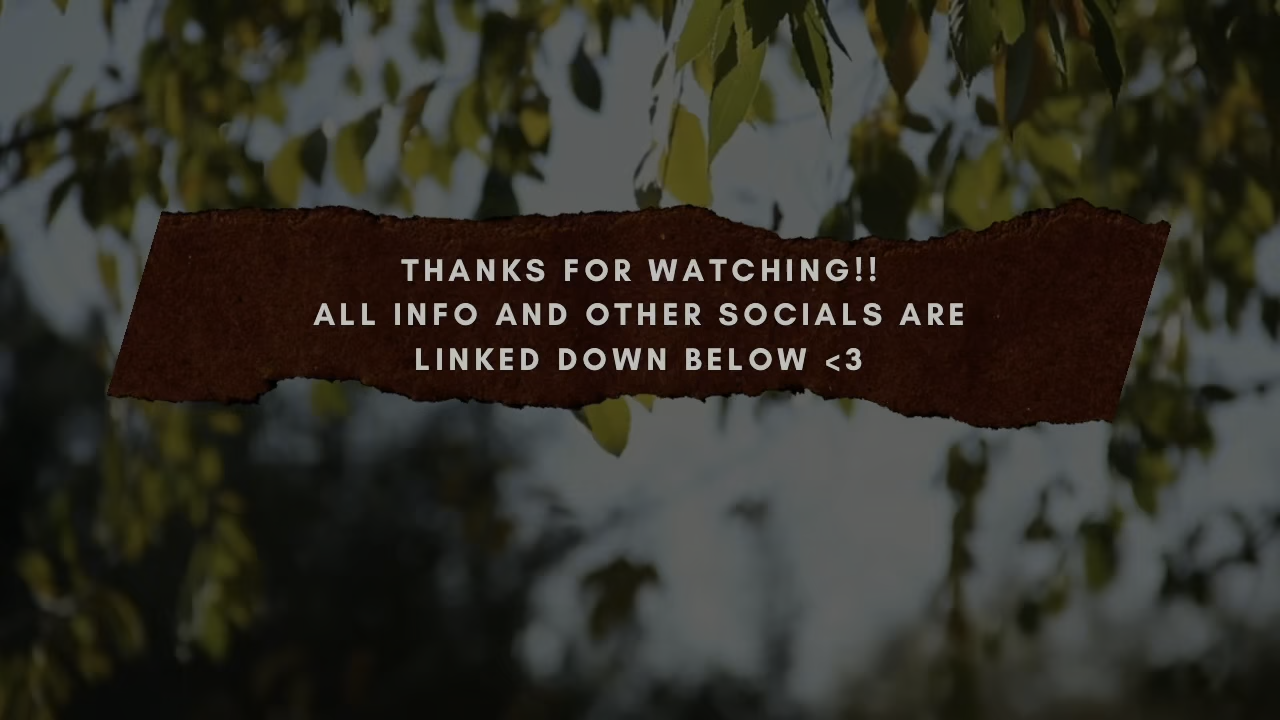 THANKS FOR WATCHING!!
ALL INFO AND OTHER SOCIALS ARE
LINKED DOWN BELOW <3